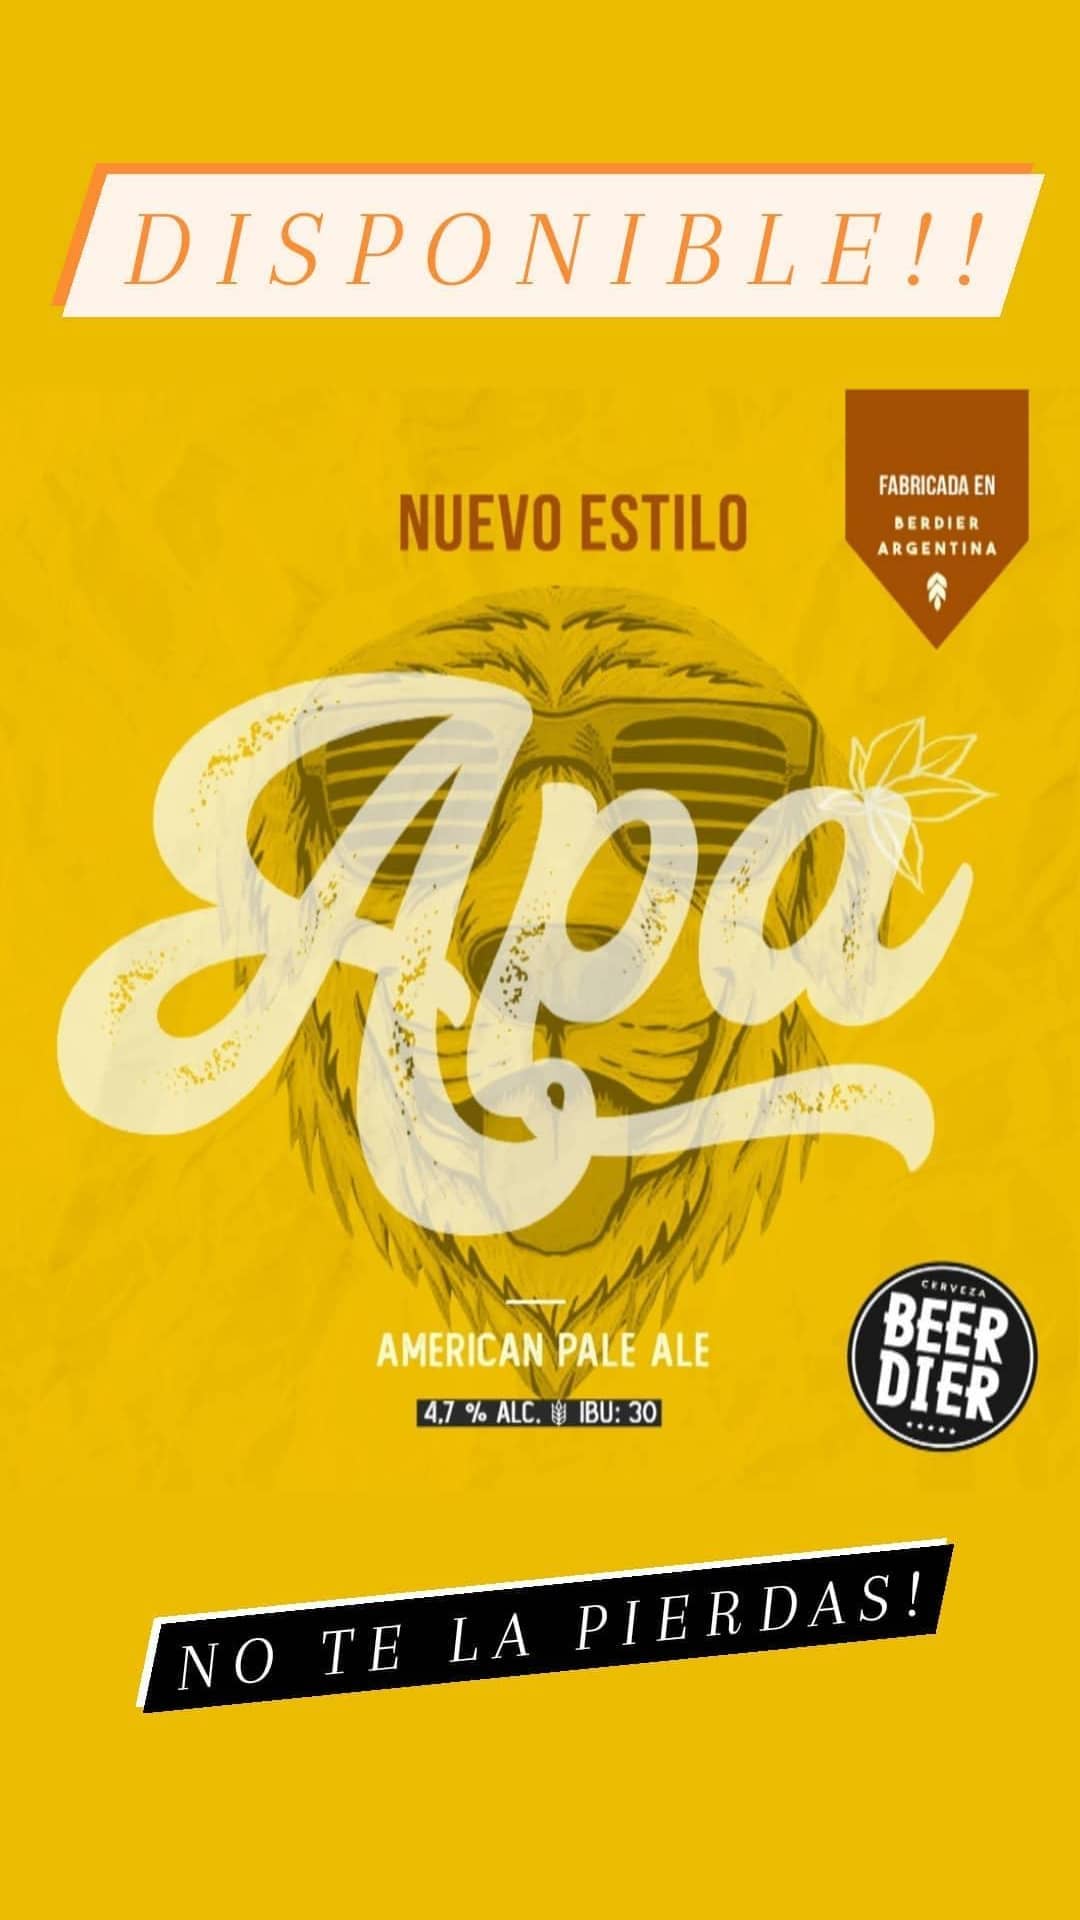 DISPONIBLE!!
NUEVO ESTILO
FABRICADA EN
BERDIER
ARGENTINA
Apa
AMERICAN PALE ALE
4,7 % ALC. IBU: 30
CERVEZA
BEER
DIER
NO TE LA PIERDAS!